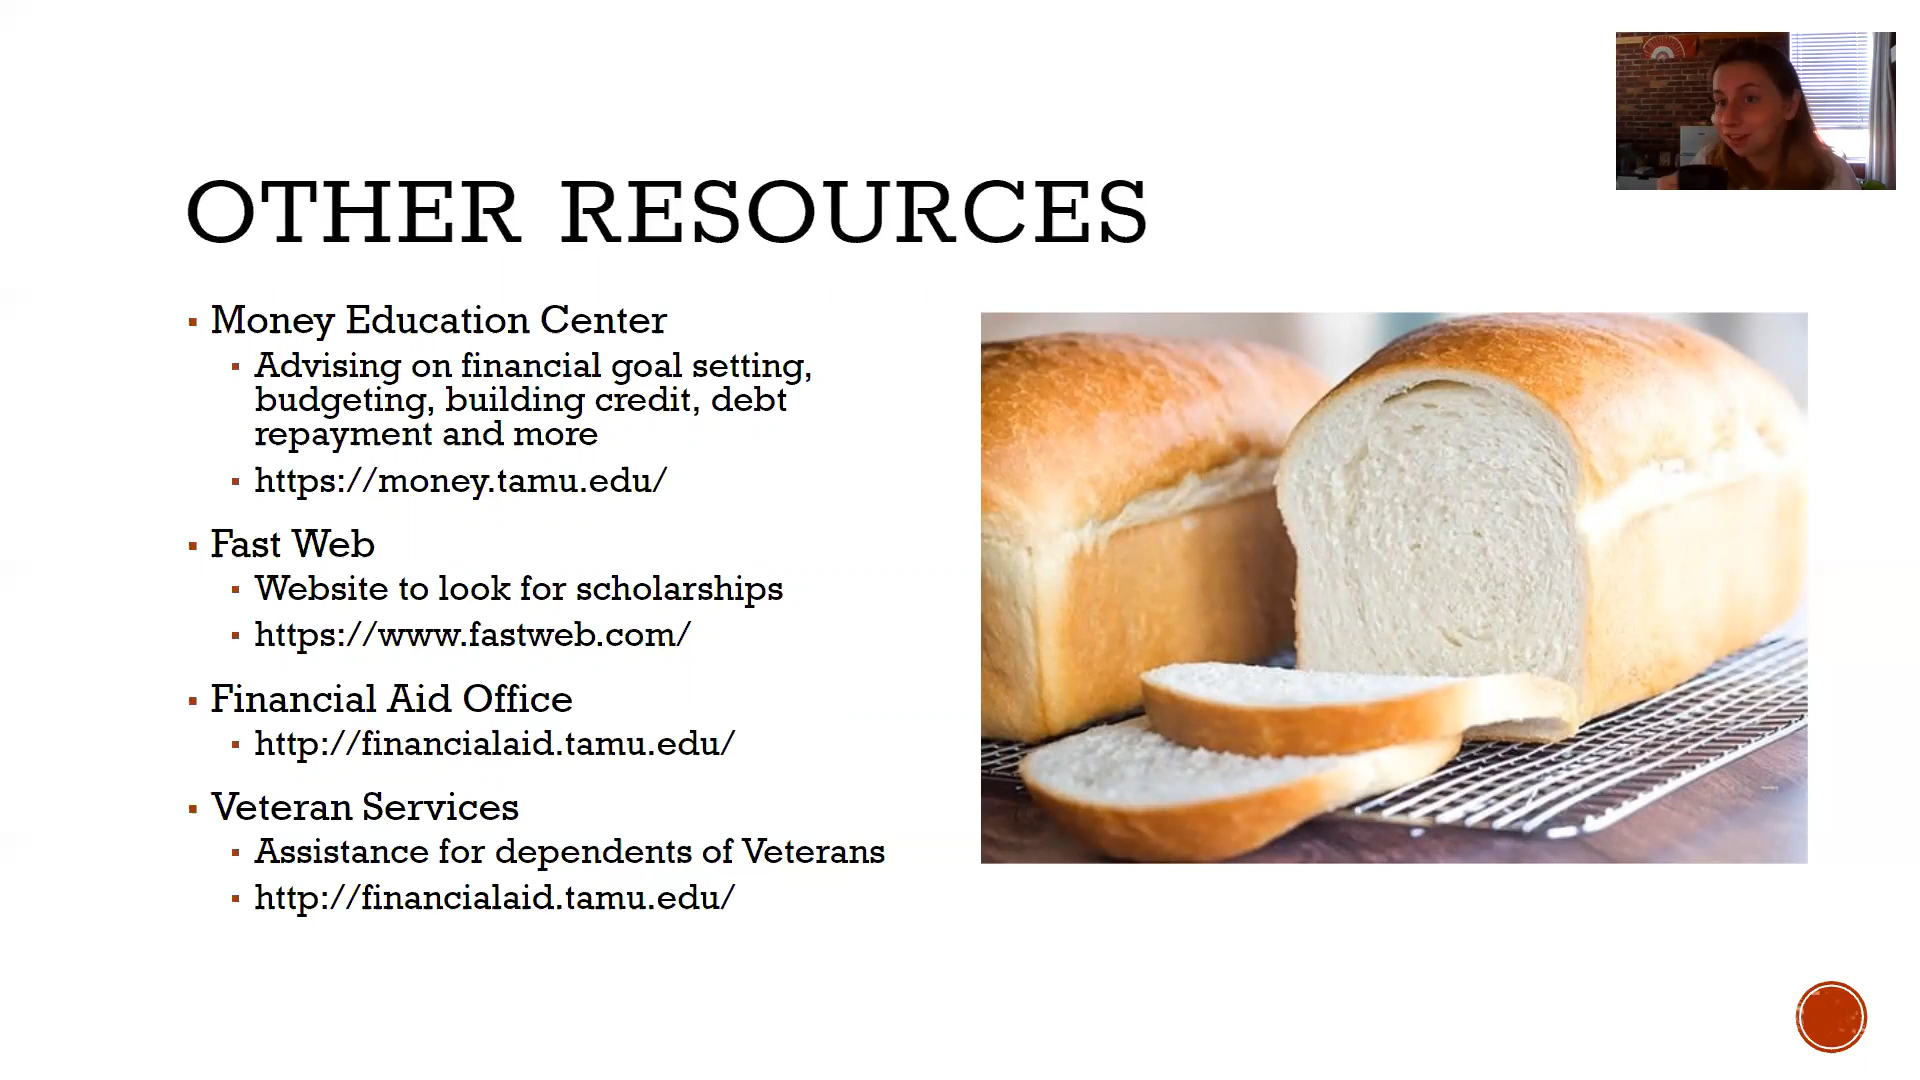 OTHER RESOURCES
Money Education Center
Advising on financial goal setting,
budgeting, building credit, debt
repayment and more
https://money.tamu.edu/
Fast Web
Website to look for scholarships
https://www.fastweb.com/
Financial Aid Office
http://financialaid.tamu.edu/
Veteran Services
Assistance for dependents of Veterans
http://financialaid.tamu.edu/